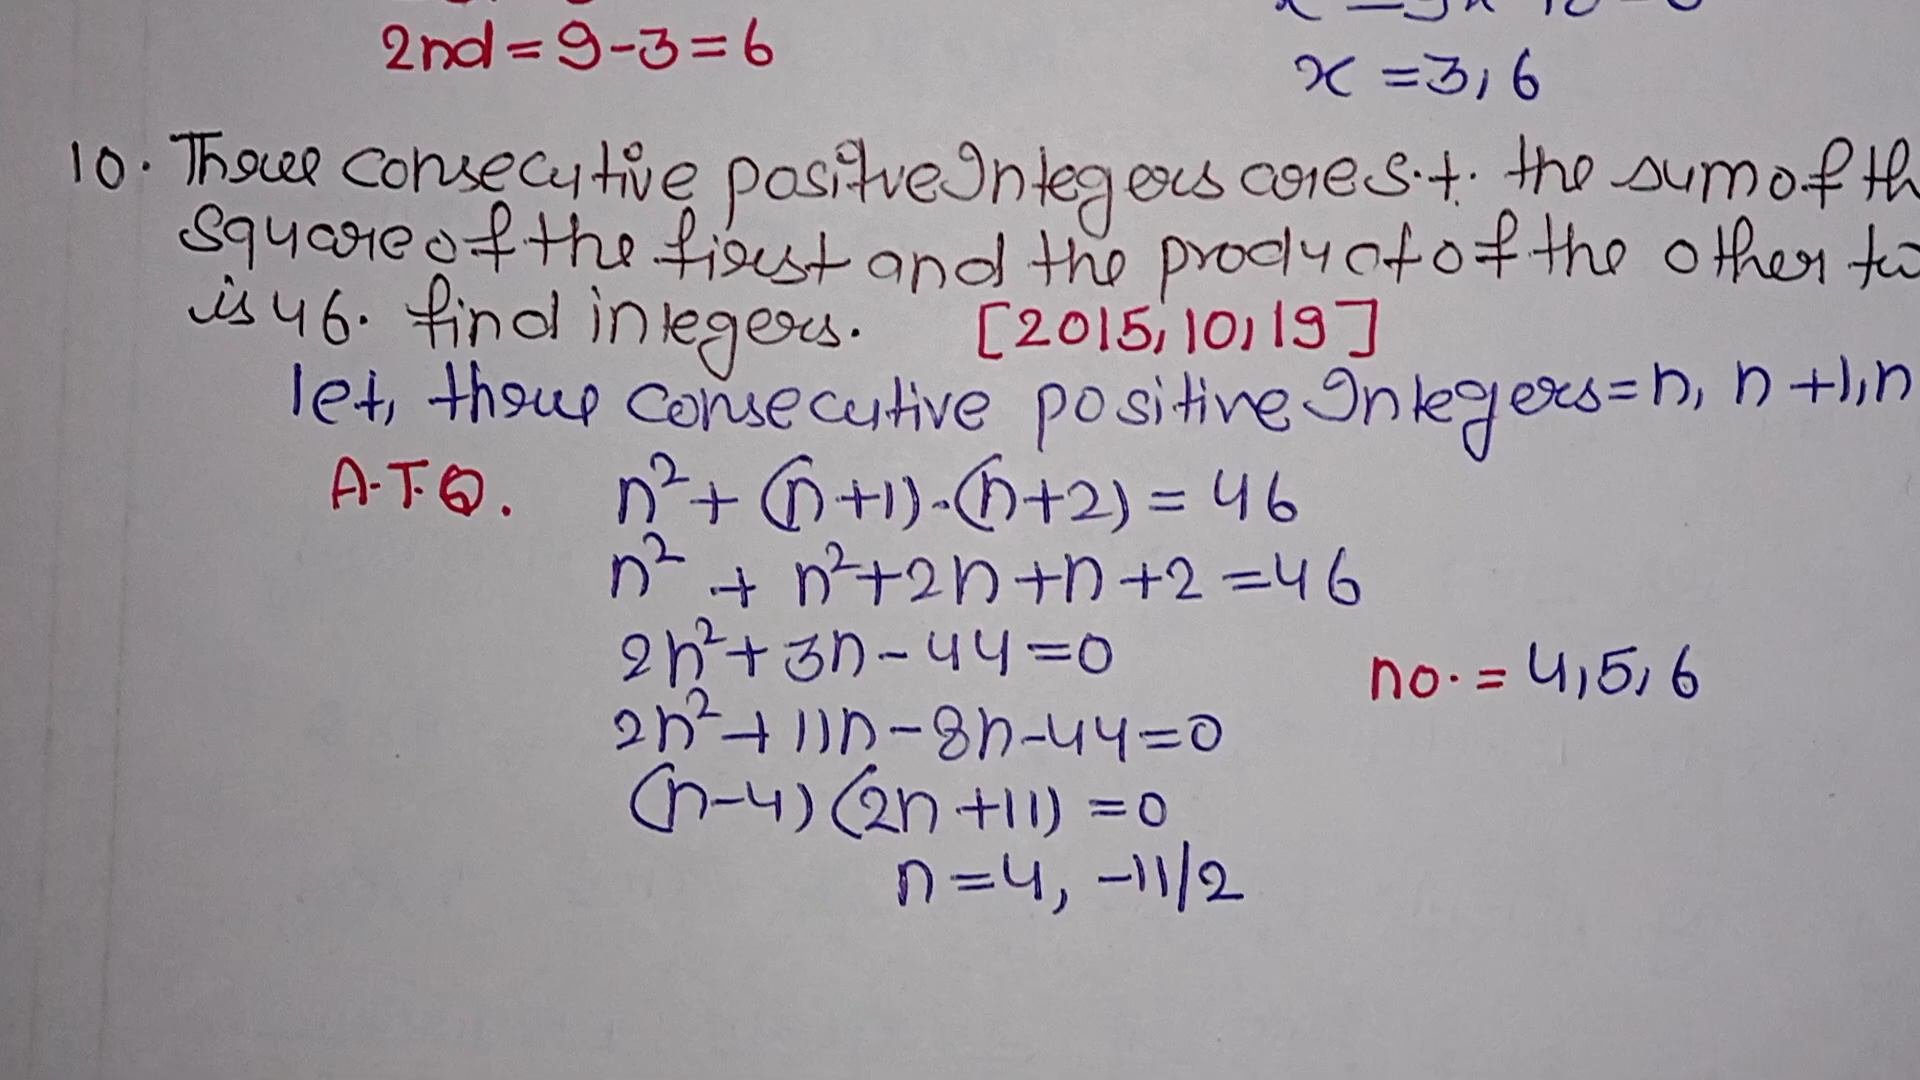 2nd = 9-3 = 6
x = 3, 6
10. Three consecutive positive Integers are s.t. the sum of th
square of the first and the product of the other tw
is 46. find integers. [2015, 10, 19]
let, three consecutive positive Integers = n, n +1, n
A.T.Q. n² + (n+1).(n+2) = 46
n² + n²+2n+n+2 = 46
2n²+3n-44=0
no. = 4, 5, 6
2n²+11n-8n-44=0
(n-4) (2n+11) = 0
n = 4, -11/2